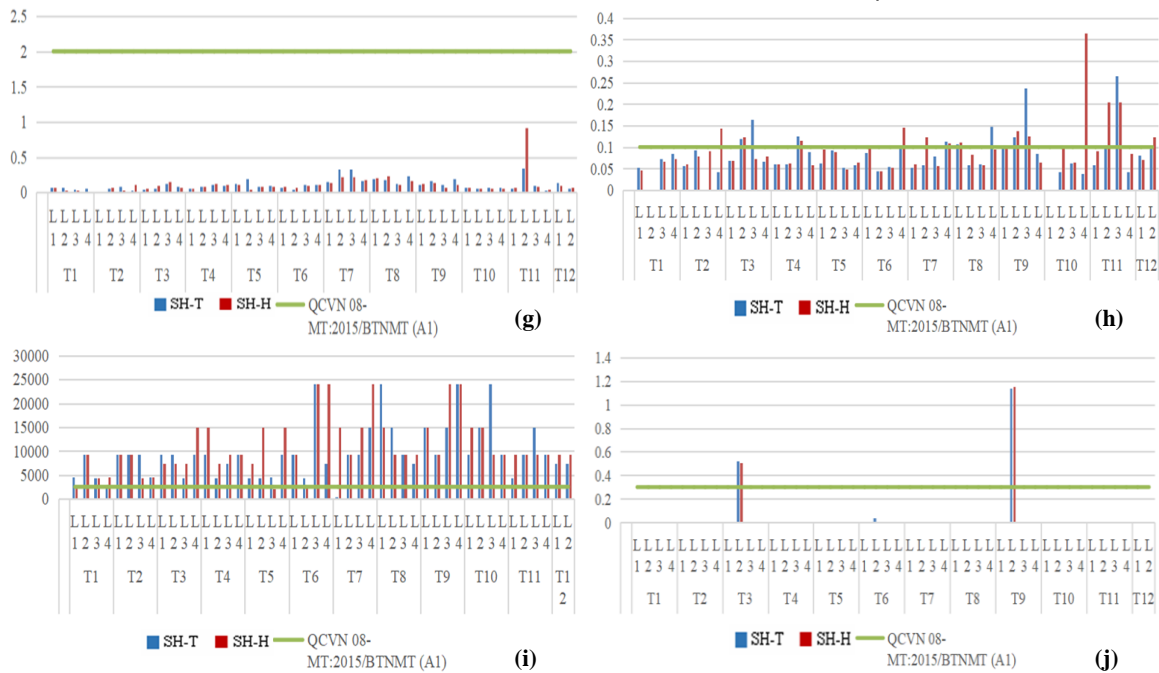 2.5
2
1.5
1
0.5
0
L L L L L L L L L L L L L L L L L L L L L L L L L L L L L L L L L L L L L L L L L L L L L L
1 2 3 4 1 2 3 4 1 2 3 4 1 2 3 4 1 2 3 4 1 2 3 4 1 2 3 4 1 2 3 4 1 2 3 4 1 2 3 4 1 2 3 4 1 2
T1 T2 T3 T4 T5 T6 T7 T8 T9 T10 T11 T12
SH-T SH-H QCVN 08-
MT:2015/BTNMT (A1)
(g)
0.4
0.35
0.3
0.25
0.2
0.15
0.1
0.05
0
L L L L L L L L L L L L L L L L L L L L L L L L L L L L L L L L L L L L L L L L L L L L L L
1 2 3 4 1 2 3 4 1 2 3 4 1 2 3 4 1 2 3 4 1 2 3 4 1 2 3 4 1 2 3 4 1 2 3 4 1 2 3 4 1 2 3 4 1 2
T1 T2 T3 T4 T5 T6 T7 T8 T9 T10 T11 T12
SH-T SH-H QCVN 08-
MT:2015/BTNMT (A1)
(h)
30000
25000
20000
15000
10000
5000
0
L L L L L L L L L L L L L L L L L L L L L L L L L L L L L L L L L L L L L L L L L L L L L L
1 2 3 4 1 2 3 4 1 2 3 4 1 2 3 4 1 2 3 4 1 2 3 4 1 2 3 4 1 2 3 4 1 2 3 4 1 2 3 4 1 2 3 4 1 2
T1 T2 T3 T4 T5 T6 T7 T8 T9 T10 T11 T1
2
SH-T SH-H QCVN 08-
MT:2015/BTNMT (A1)
(i)
1.4
1.2
1
0.8
0.6
0.4
0.2
0
L L L L L L L L L L L L L L L L L L L L L L L L L L L L L L L L L L L L L L L L L L L L L L
1 2 3 4 1 2 3 4 1 2 3 4 1 2 3 4 1 2 3 4 1 2 3 4 1 2 3 4 1 2 3 4 1 2 3 4 1 2 3 4 1 2 3 4 1 2
T1 T2 T3 T4 T5 T6 T7 T8 T9 T10 T11 T12
SH-T SH-H QCVN 08-
MT:2015/BTNMT (A1)
(j)